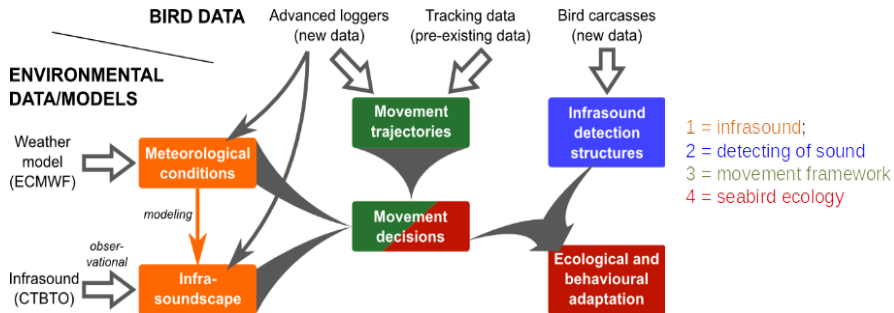 BIRD DATA
Advanced loggers
(new data)
Tracking data
(pre-existing data)
Bird carcasses
(new data)
ENVIRONMENTAL
DATA/MODELS
Movement
trajectories
Infrasound
detection
structures
Weather
model
(ECMWF)
Meteorological
conditions
modeling
Movement
decisions
obser-
vational
Infrasound
(CTBTO)
Infra-
soundscape
Ecological and
behavioural
adaptation
1 = infrasound;
2 = detecting of sound
3 = movement framework
4 = seabird ecology